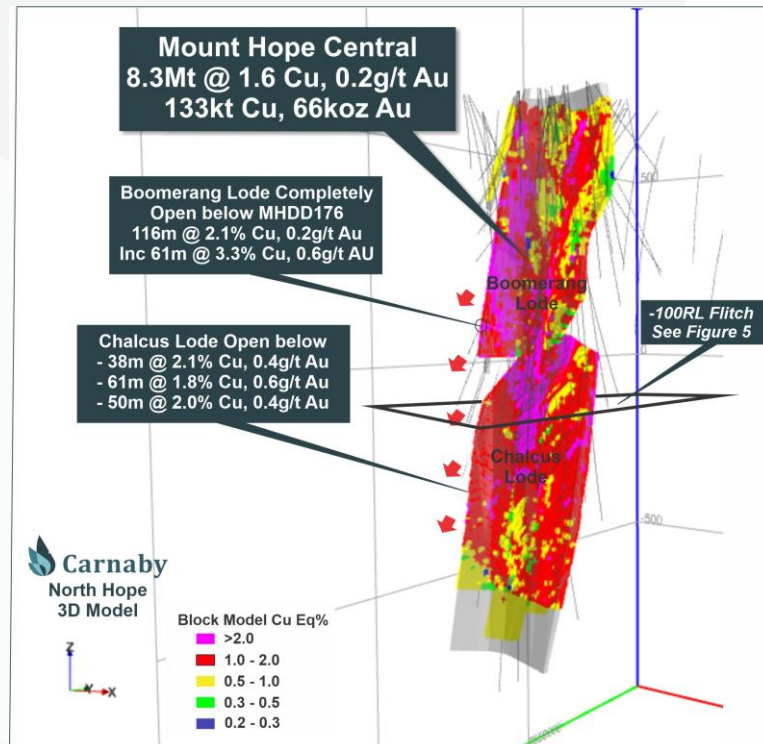 Mount Hope Central
8.3Mt @ 1.6 Cu, 0.2g/t Au
133kt Cu, 66koz Au
Boomerang Lode Completely
Open below MHDD176
116m @ 2.1% Cu, 0.2g/t Au
Inc 61m @ 3.3% Cu, 0.6g/t AU
500
Boomerang
Lode
-100RL Flitch
See Figure 5
0
Chalcus Lode Open below
- 38m @ 2.1% Cu, 0.4g/t Au
- 61m @ 1.8% Cu, 0.6g/t Au
- 50m @ 2.0% Cu, 0.4g/t Au
Chalcus
Lode
-500
Carnaby
North Hope
3D Model
Block Model Cu Eq%
>2.0
1.0 - 2.0
0.5 - 1.0
0.3 - 0.5
0.2 - 0.3
Z
Y
X